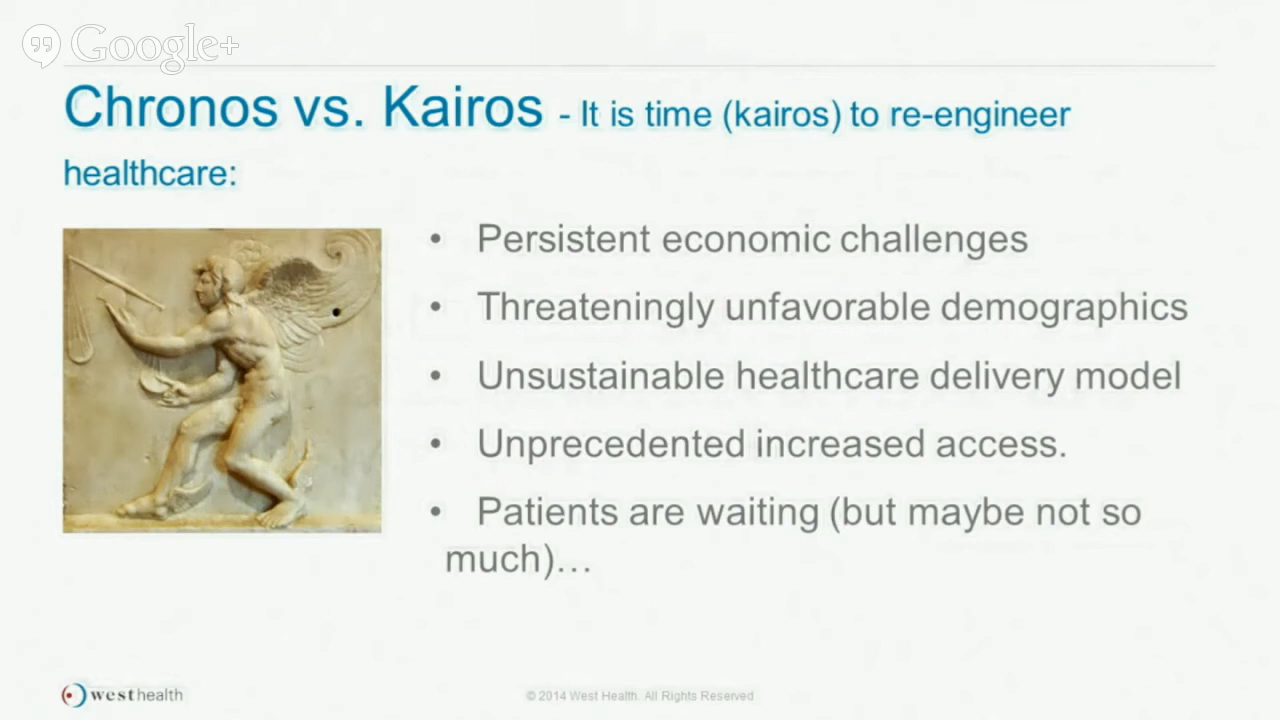 Google+
Chronos vs. Kairos - It is time (kairos) to re-engineer
healthcare:
• Persistent economic challenges
• Threateningly unfavorable demographics
• Unsustainable healthcare delivery model
• Unprecedented increased access.
• Patients are waiting (but maybe not so
much)…
westhealth
© 2014 West Health. All Rights Reserved